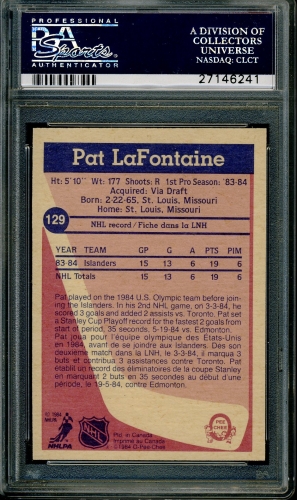 PSA
Sports
AUTHENTICATOR
A DIVISION OF
COLLECTORS
UNIVERSE
NASDAQ: CLCT
27146241
Pat LaFontaine
Ht: 5'10" Wt: 177 Shoots: R 1st Pro Season: '83-84
Acquired: Via Draft
Born: 2-22-65, St. Louis, Missouri
Home: St. Louis, Missouri
129
NHL record / Fiche dans la LNH
YEAR TEAM GP G A PTS PIM
83-84 Islanders 15 13 6 19 6
NHL Totals 15 13 6 19 6
Pat played on the 1984 U.S. Olympic team before join-
ing the Islanders. In his 2nd NHL game, on 3-3-84, he
scored 3 goals and added 2 assists vs. Toronto. Pat set
a Stanley Cup Playoff record for the fastest 2 goals from
start of period, 35 seconds, 5-19-84 vs. Edmonton.
Pat joua pour l'équipe olympique des États-Unis
en 1984, avant de se joindre aux Islanders. Dès son
deuxième match dans la LNH, le 3-3-84, il marqua 3
buts et contribua 3 assistances vs. Toronto. Pat
établit un record des éliminatoires de la coupe Stanley
en marquant 2 buts en 35 secondes au début d'une
période, le 19-5-84, contre Edmonton.
© 1984
NHLPA
NHLPA
NHL
Ptd. in Canada
Imprimé au Canada
© 1984 O-Pee-Chee
O
PEE
CHEE